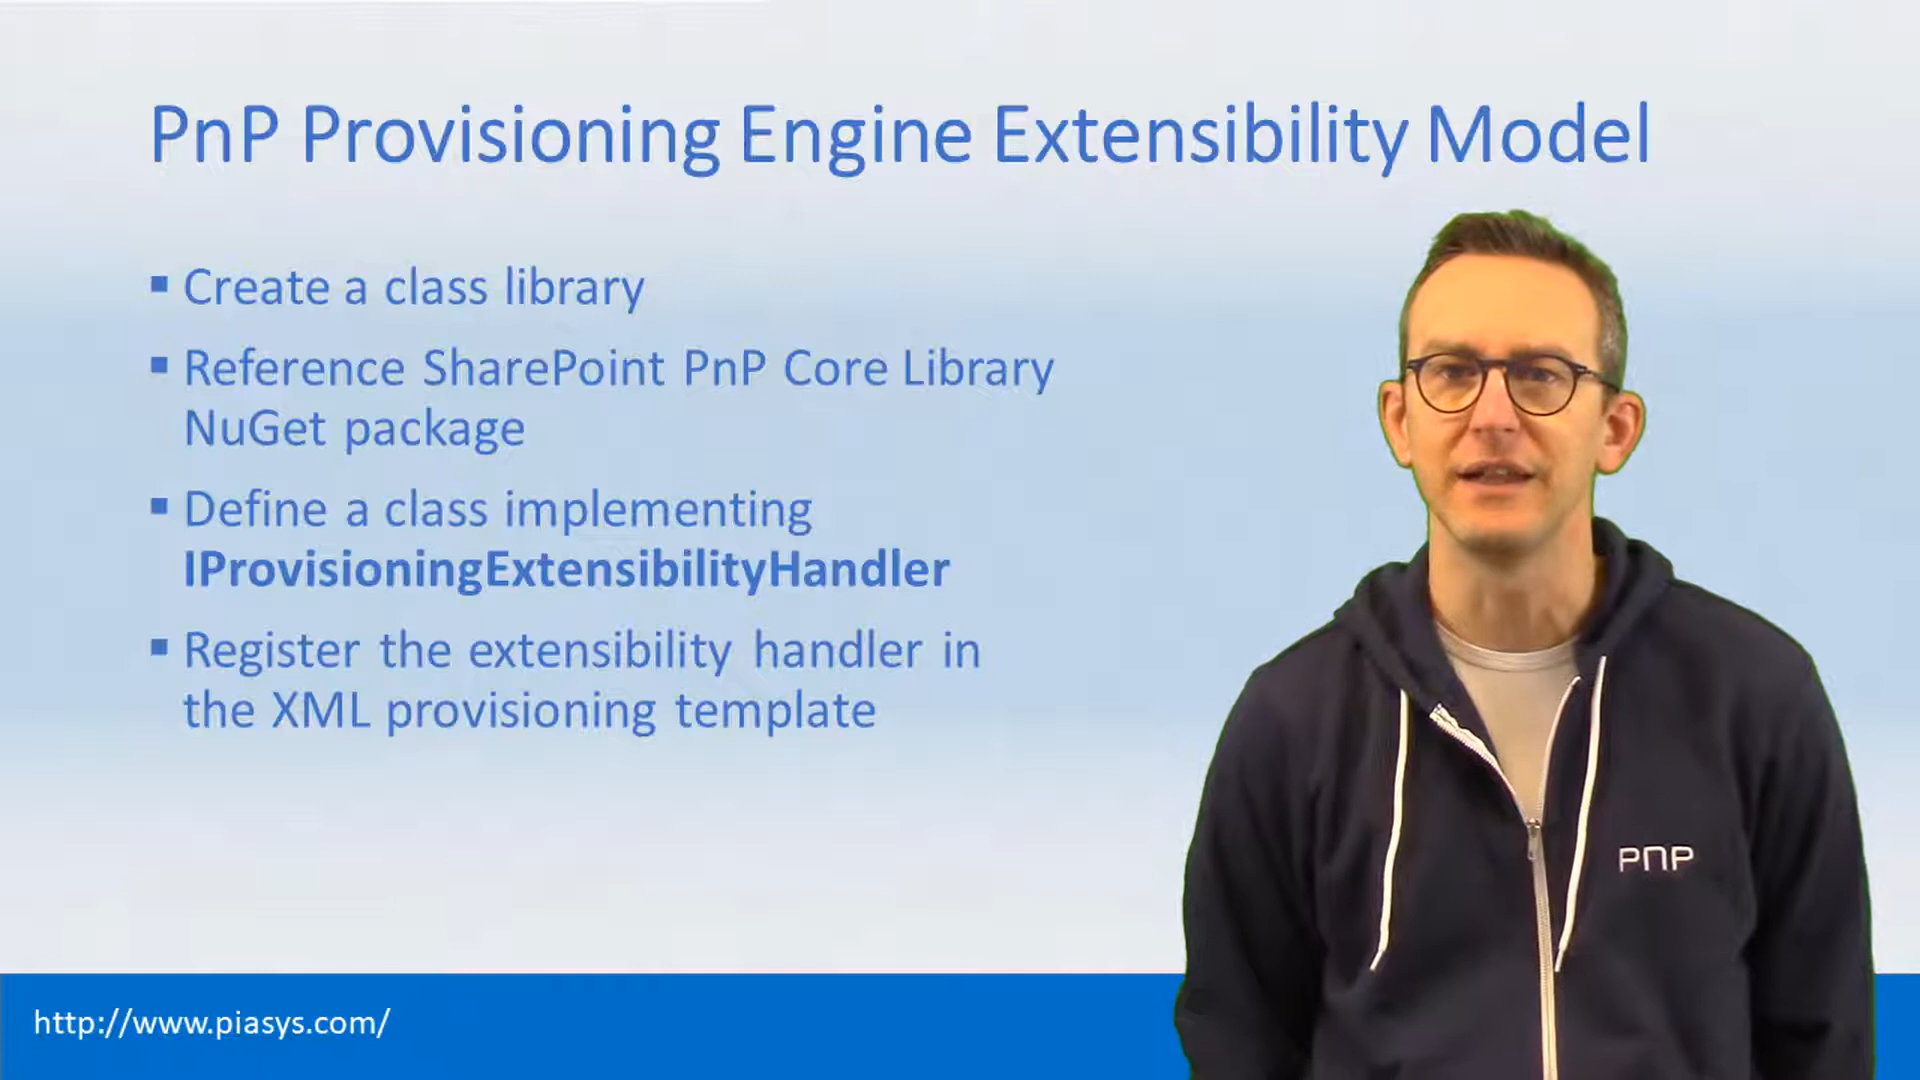 PnP Provisioning Engine Extensibility Model
▪ Create a class library
▪ Reference SharePoint PnP Core Library
NuGet package
▪ Define a class implementing
IProvisioningExtensibilityHandler
▪ Register the extensibility handler in
the XML provisioning template
PNP
http://www.piasys.com/